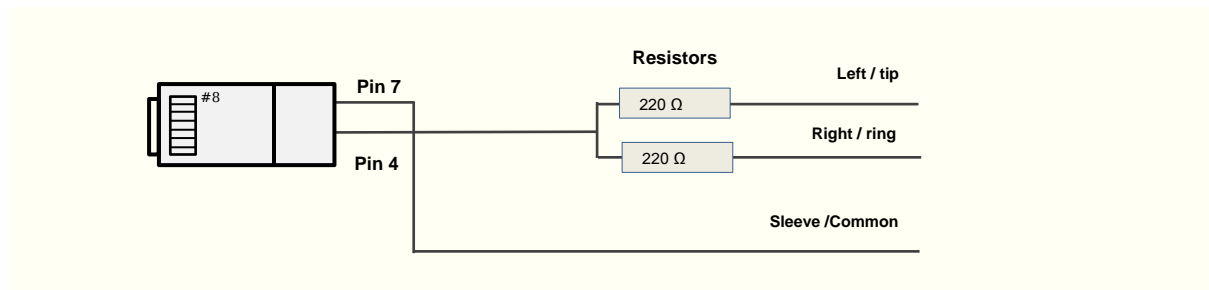 Resistors
Left / tip
Pin 7
#8
220 Ω
Right / ring
220 Ω
Pin 4
Sleeve /Common